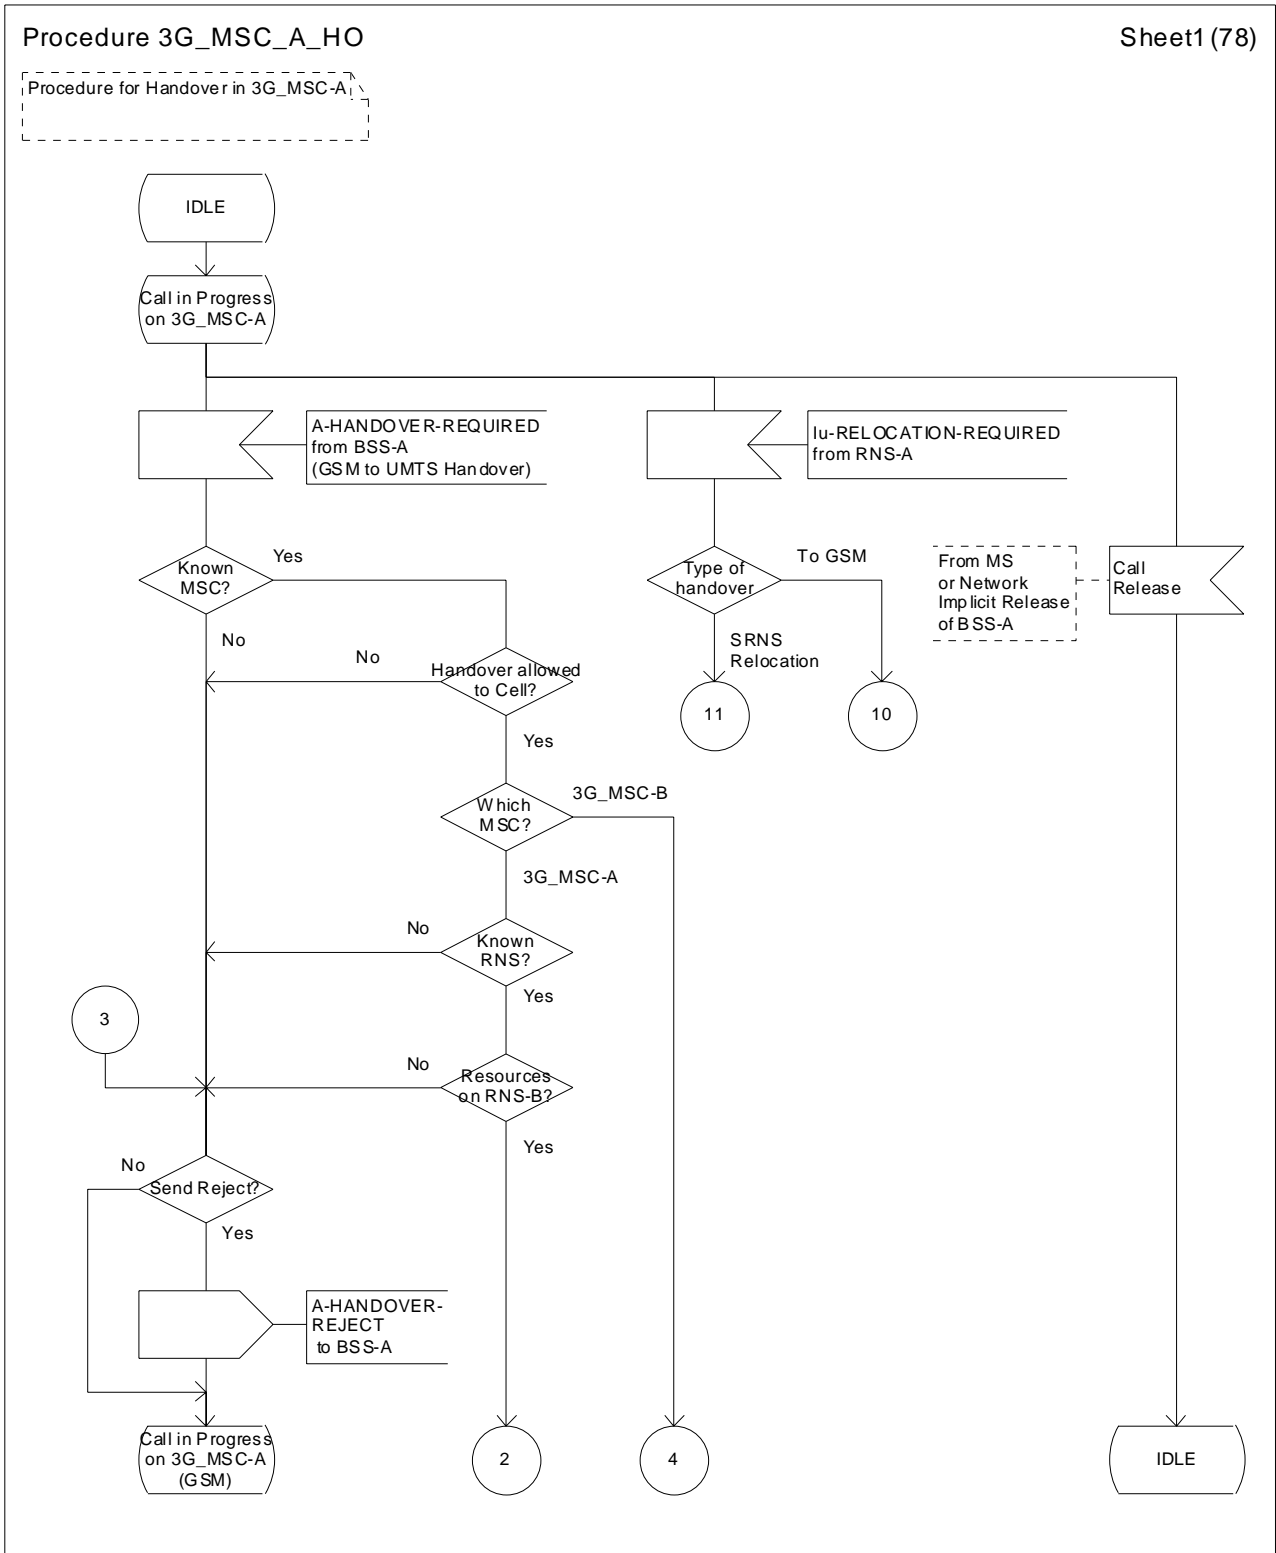 Procedure 3G_MSC_A_HO
Sheet1 (78)
Procedure for Handover in 3G_MSC-A
IDLE
Call in Progress
on 3G_MSC-A
A-HANDOVER-REQUIRED
from BSS-A
(GSM to UMTS Handover)
Iu-RELOCATION-REQUIRED
from RNS-A
Known
MSC?
Yes
No
Type of
handover
To GSM
SRNS
Relocation
From MS
or Network
Implicit Release
of BSS-A
Call
Release
No
Handover allowed
to Cell?
Yes
11
10
Which
MSC?
3G_MSC-B
3G_MSC-A
No
Known
RNS?
Yes
3
No
Resources
on RNS-B?
Yes
No
Send Reject?
Yes
A-HANDOVER-
REJECT
to BSS-A
Call in Progress
on 3G_MSC-A
(GSM)
2
4
IDLE